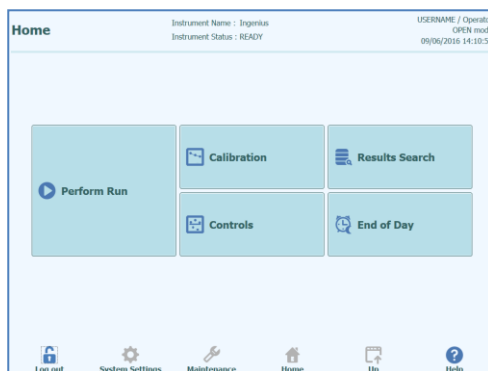 Home
Instrument Name : Ingenius
Instrument Status : READY
USERNAME / Operato
OPEN mod
09/06/2016 14:10:5
Perform Run
Calibration
Results Search
Controls
End of Day
Log out
System Settings
Maintenance
Home
Up
Help